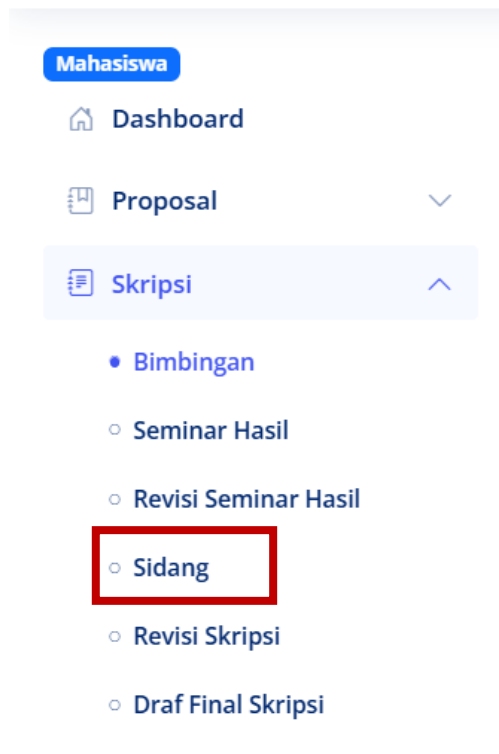 Mahasiswa
Dashboard
Proposal
Skripsi
Bimbingan
Seminar Hasil
Revisi Seminar Hasil
Sidang
Revisi Skripsi
Draf Final Skripsi